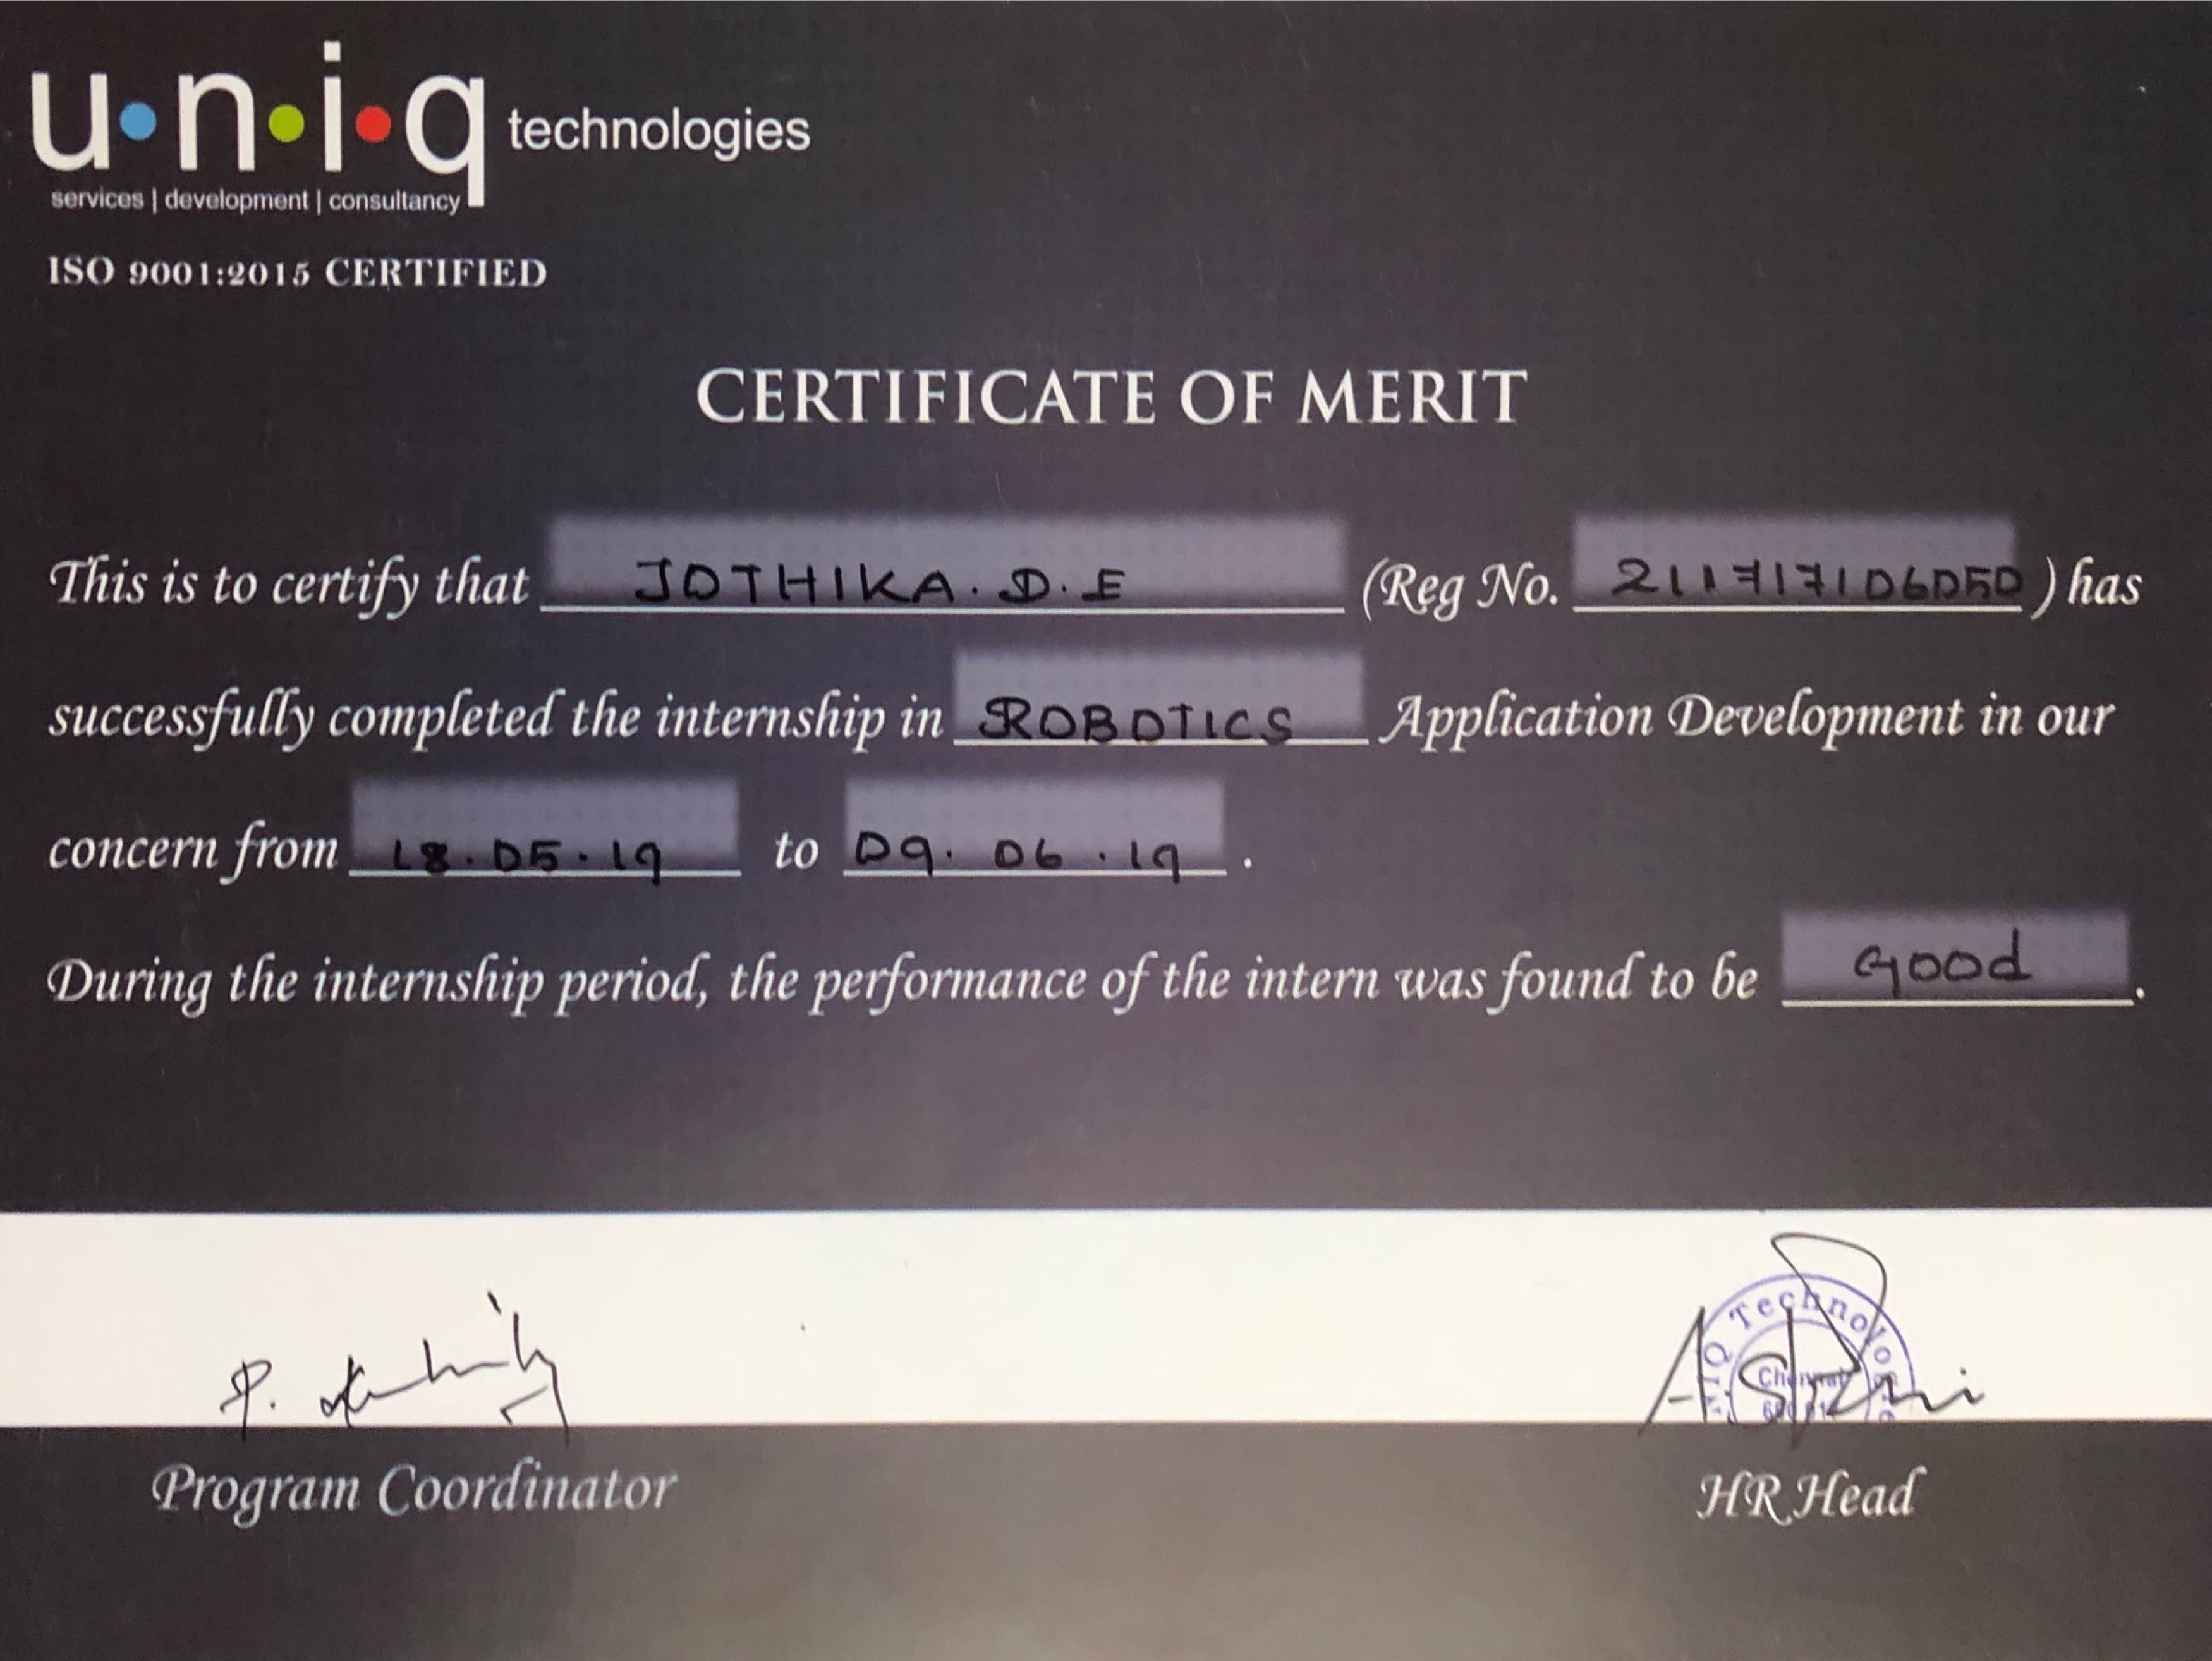 u·n·i·q technologies
services | development | consultancy
ISO 9001:2015 CERTIFIED
CERTIFICATE OF MERIT
This is to certify that JOTHIKA. D. E (Reg No. 211717106050) has
successfully completed the internship in ROBOTICS Application Development in our
concern from 18.05.19 to 09.06.19.
During the internship period, the performance of the intern was found to be Good.
Technologies
Chennai
Program Coordinator HR Head